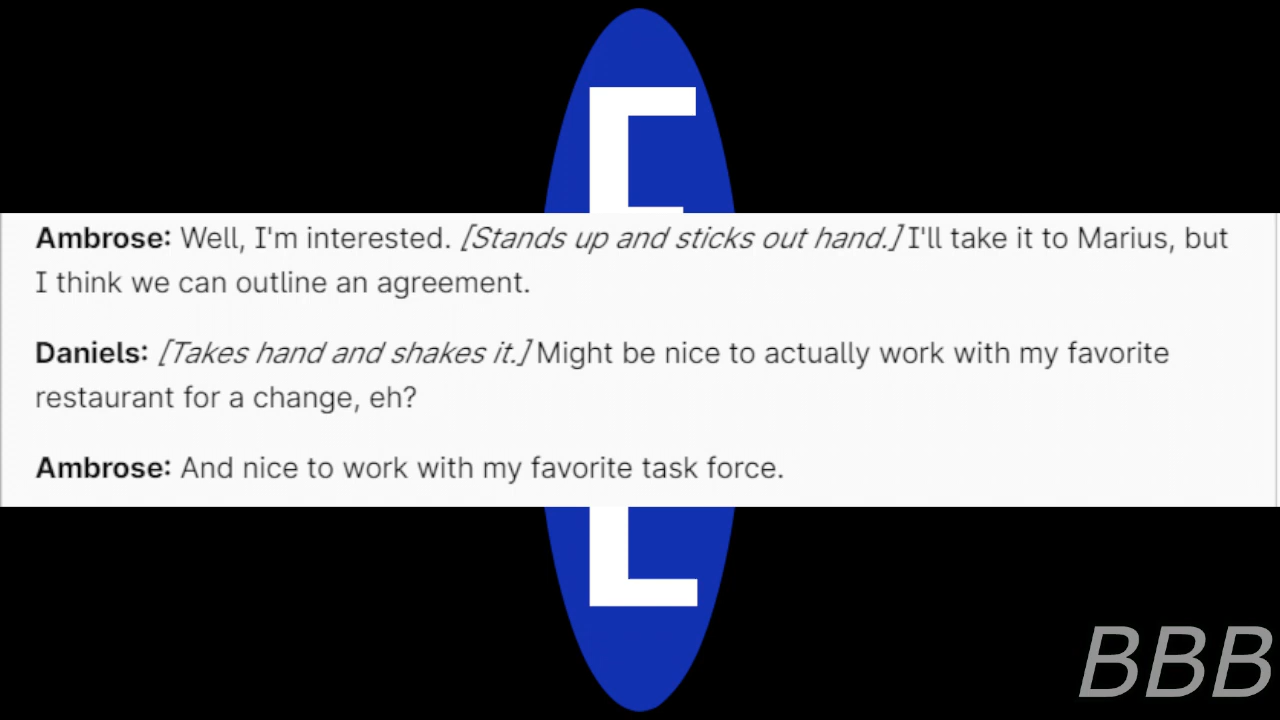 E
Ambrose: Well, I'm interested. [Stands up and sticks out hand.] I'll take it to Marius, but
I think we can outline an agreement.
Daniels: [Takes hand and shakes it.] Might be nice to actually work with my favorite
restaurant for a change, eh?
Ambrose: And nice to work with my favorite task force.
BBB